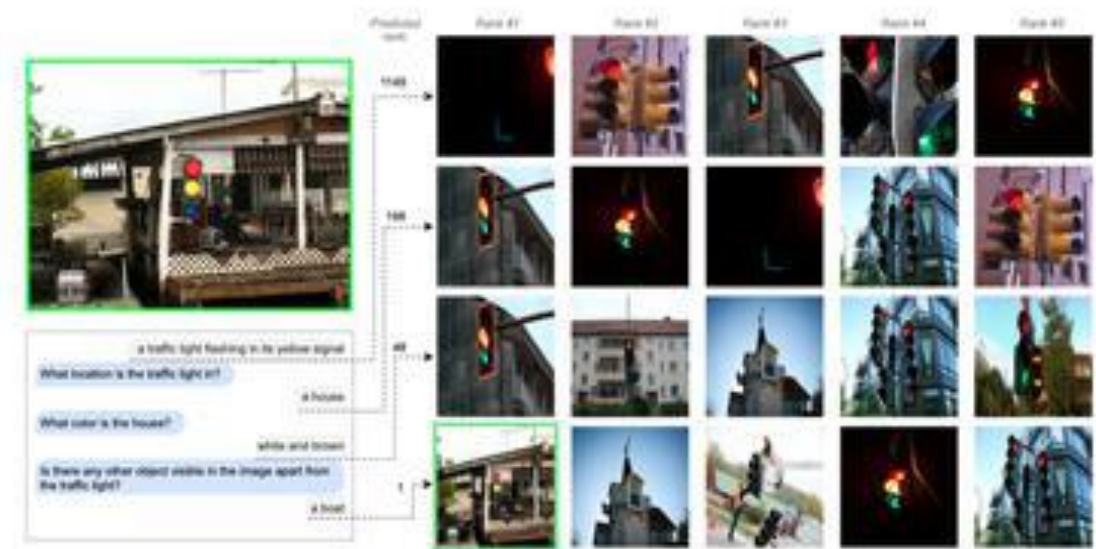 Predicted
rank
Rank #1
Rank #2
Rank #3
Rank #4
Rank #5
1149
a traffic light flashing in its yellow signal
What location is the traffic light in?
a house
What color is the house?
white and brown
Is there any other object visible in the image apart from
the traffic light?
a boat
1